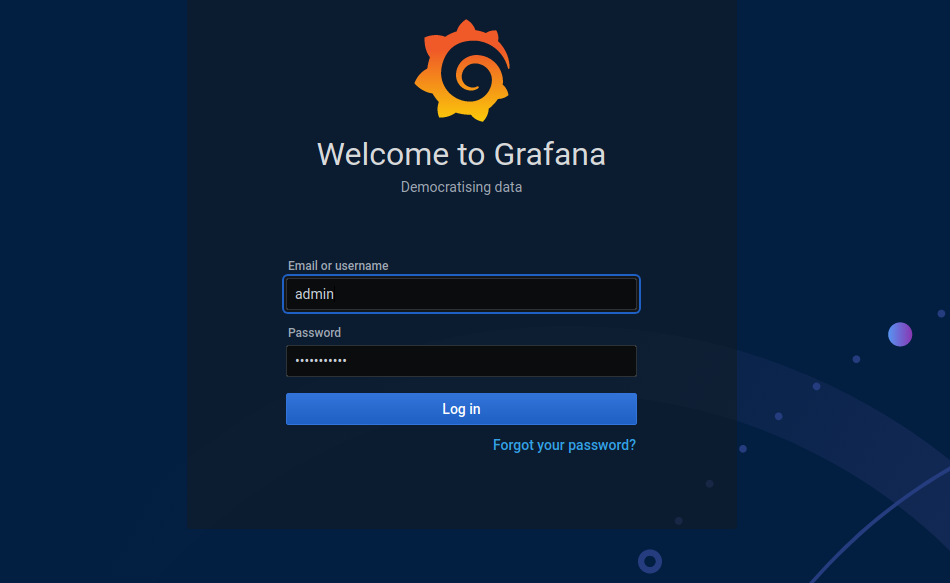 Welcome to Grafana
Democratising data
Email or username
admin
Password
•••••••••••
Log in
Forgot your password?